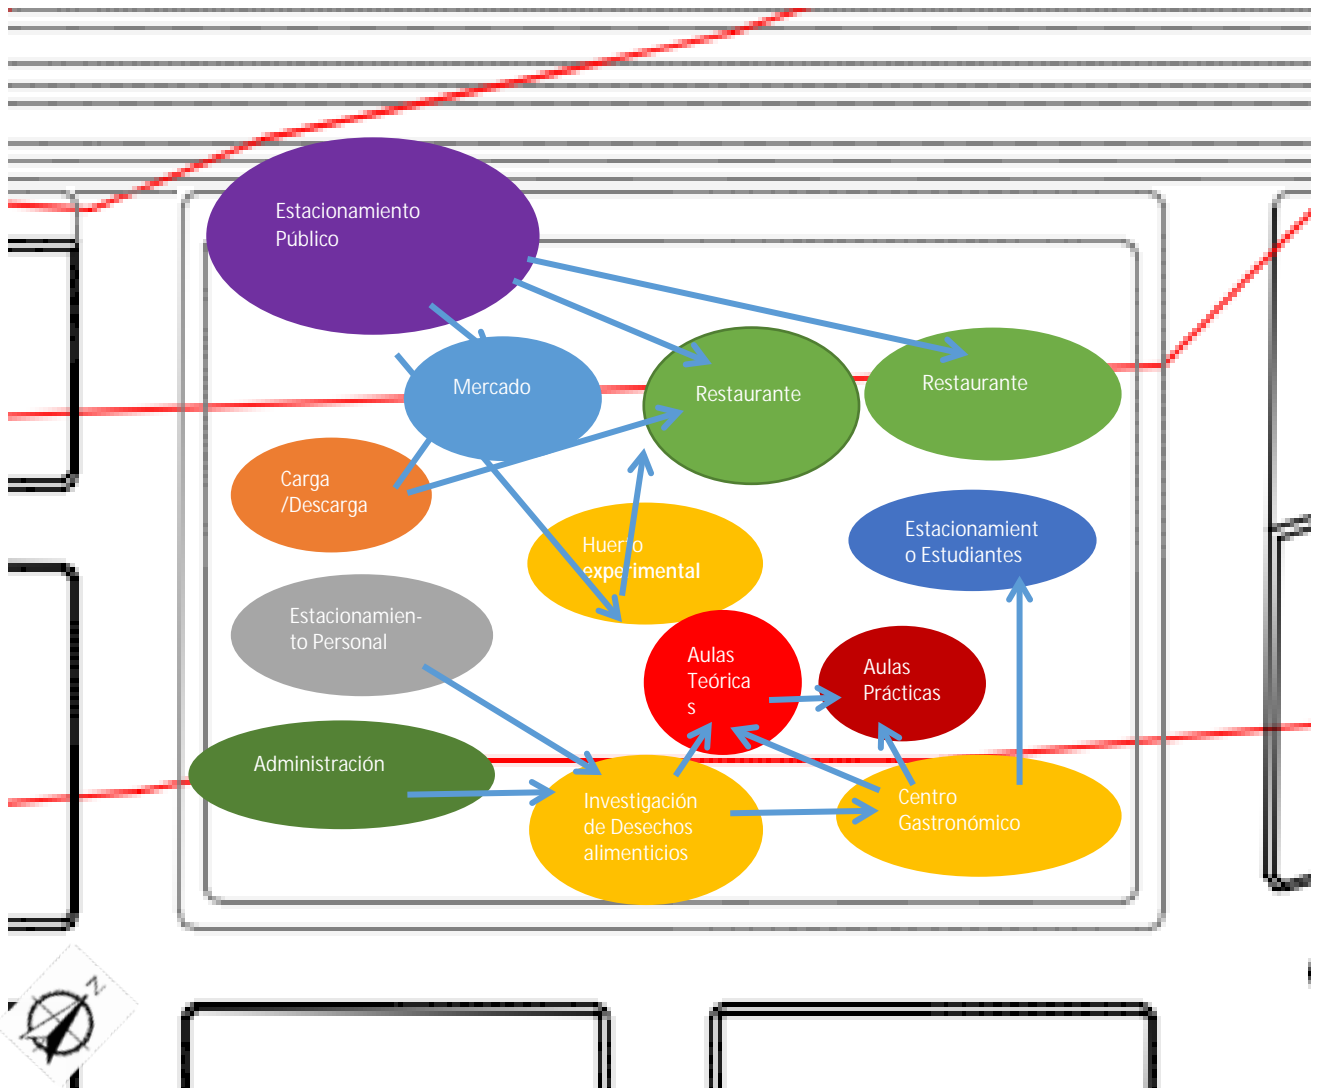 Estacionamiento
Público
Mercado
Restaurante
Restaurante
Carga
/Descarga
Huerto
experimental
Estacionamient
o Estudiantes
Estacionamien-
to Personal
Aulas
Teórica
s
Aulas
Prácticas
Administración
Investigación
de Desechos
alimenticios
Centro
Gastronómico
N